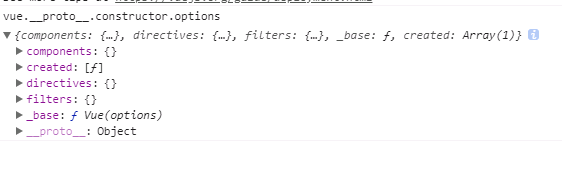 vue.__proto__.constructor.options
▼{components: {…}, directives: {…}, filters: {…}, _base: ƒ, created: Array(1)} i
▶ components: {}
▶ created: [ƒ]
▶ directives: {}
▶ filters: {}
▶ _base: ƒ Vue(options)
▶ __proto__: Object